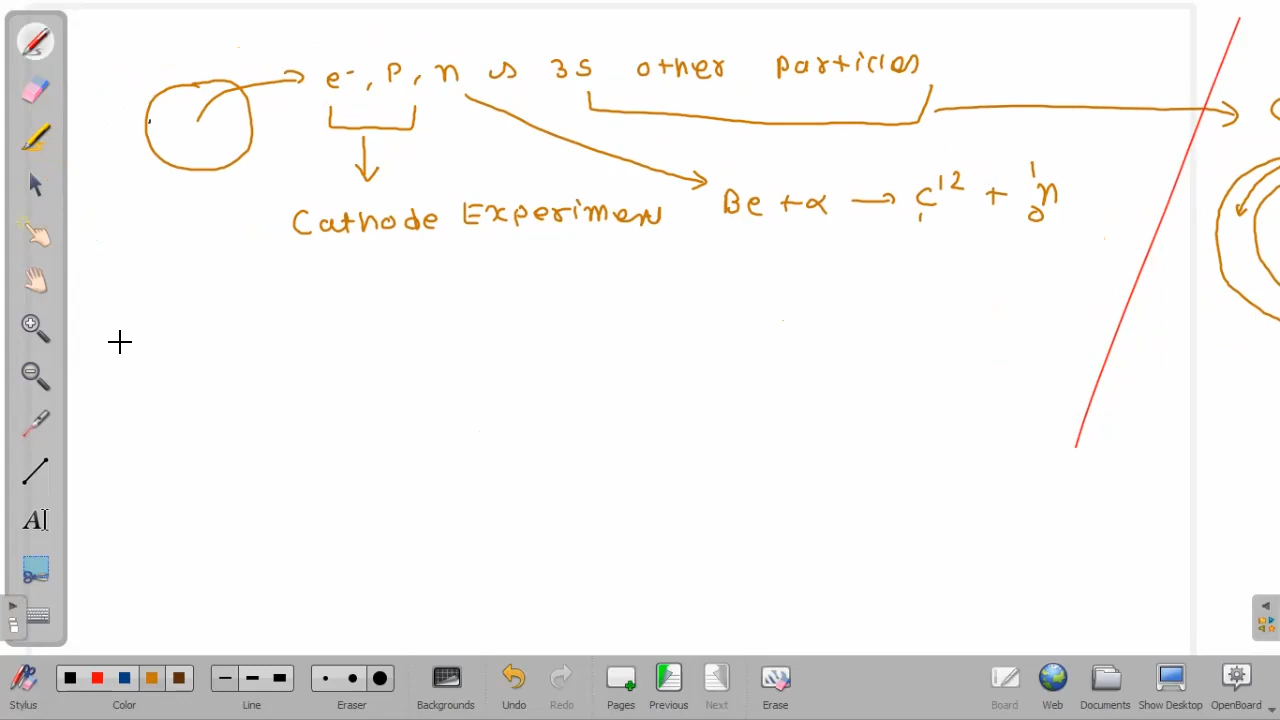 e⁻, P, n 35 other particles
Be + α → C¹² + ¹₀n
Cathode Experiment
Stylus Color Line Eraser Backgrounds Undo Redo Pages Previous Next Erase Board Web Documents Show Desktop OpenBoard